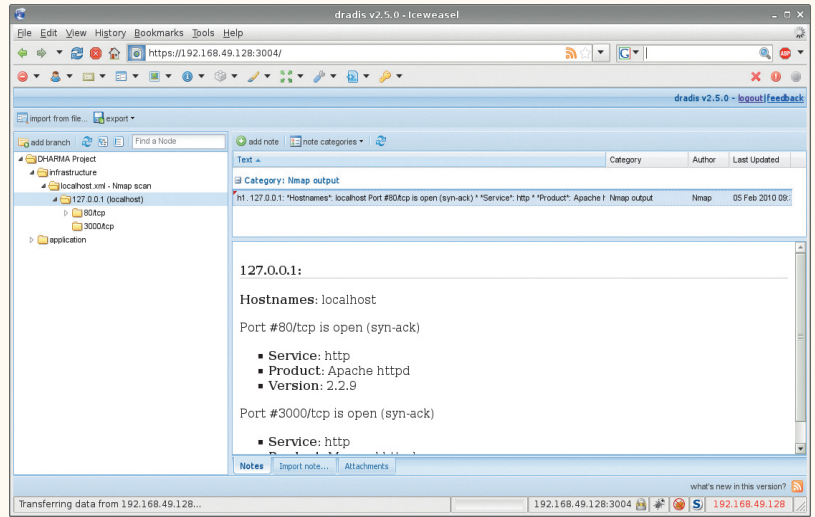 dradis v2.5.0 - Iceweasel
File Edit View History Bookmarks Tools Help
https://192.168.49.128:3004/
G
ABP
dradis v2.5.0 - logout|feedback
import from file... export
add branch Find a Node
add note note categories
DHARMA Project
infrastructure
localhost.xml - Nmap scan
127.0.0.1 (localhost)
80/tcp
3000/tcp
application
Text Category Author Last Updated
Category: Nmap output
h1. 127.0.0.1: *Hostnames*: localhost Port #80/tcp is open (syn-ack) * *Service*: http * *Product*: Apache h Nmap output Nmap 05 Feb 2010 09:
127.0.0.1:
Hostnames: localhost
Port #80/tcp is open (syn-ack)
Service: http
Product: Apache httpd
Version: 2.2.9
Port #3000/tcp is open (syn-ack)
Service: http
Notes Import note... Attachments
what's new in this version?
Transferring data from 192.168.49.128... 192.168.49.128:3004 S 192.168.49.128